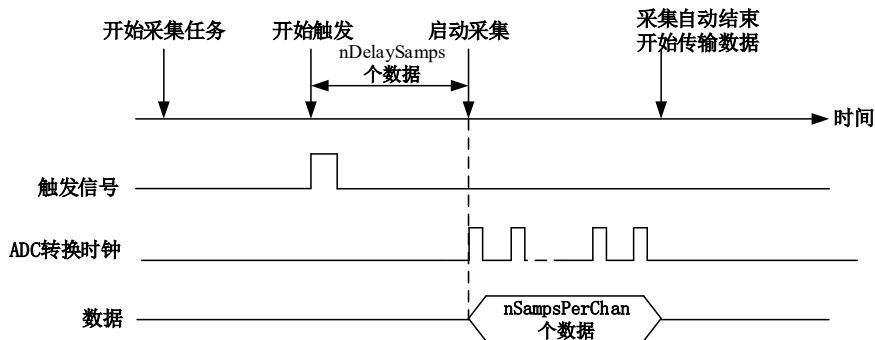 开始采集任务
开始触发
启动采集
采集自动结束
开始传输数据
nDelaySamps
个数据
时间
触发信号
ADC转换时钟
数据
nSampsPerChan
个数据